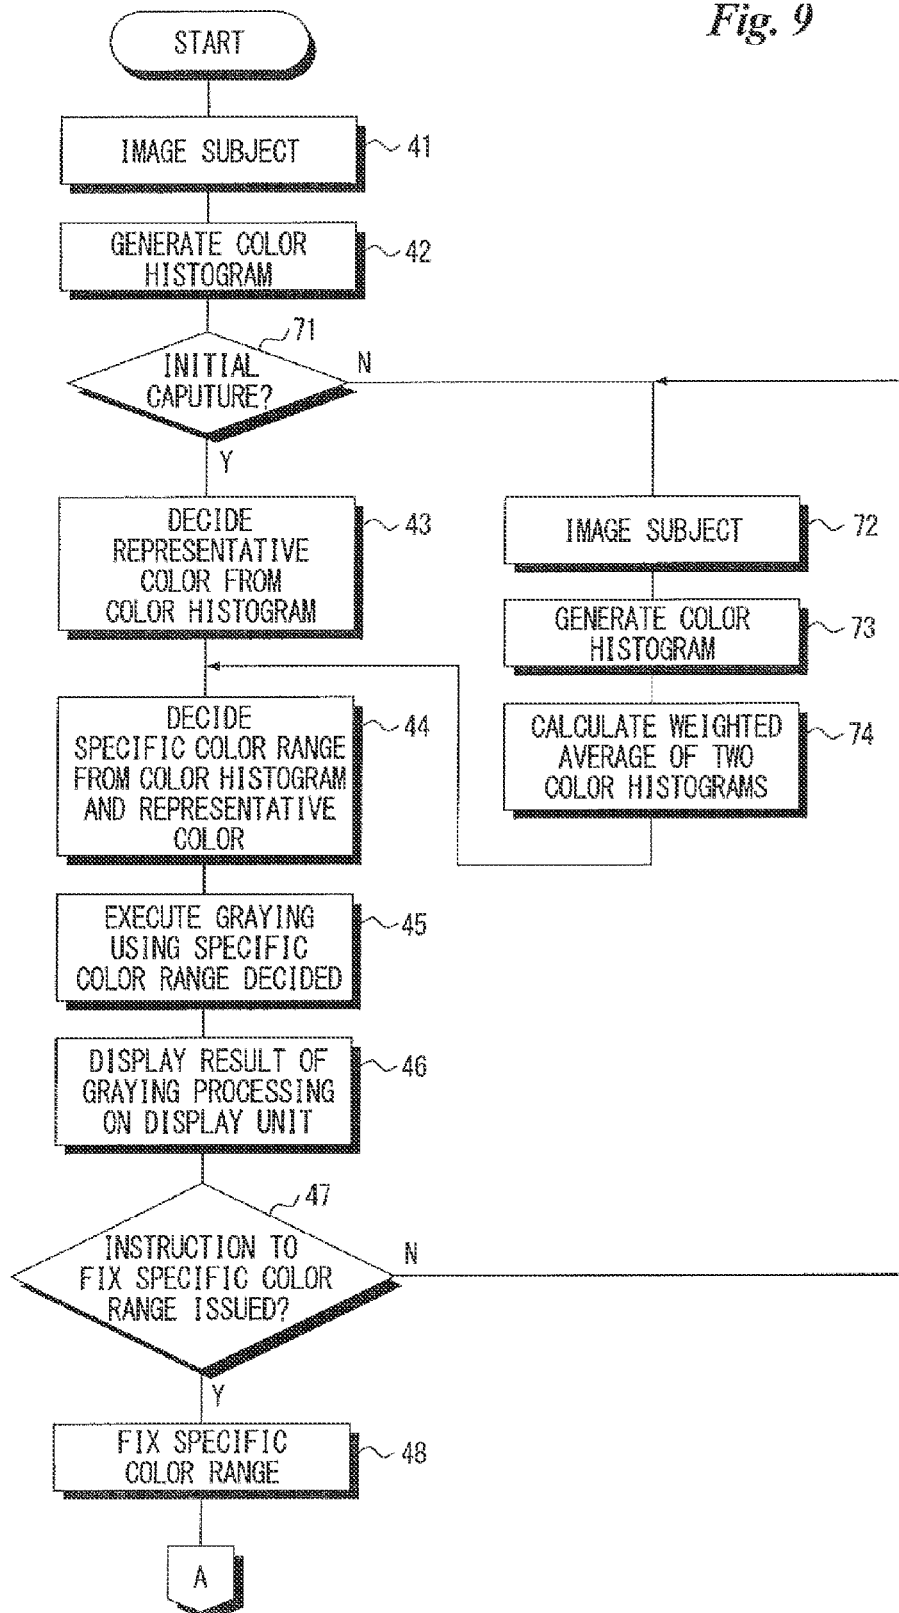 Fig. 9
START
IMAGE SUBJECT
41
GENERATE COLOR
HISTOGRAM
42
71
INITIAL
CAPUTURE?
N
Y
DECIDE
REPRESENTATIVE
COLOR FROM
COLOR HISTOGRAM
43
IMAGE SUBJECT
72
GENERATE COLOR
HISTOGRAM
73
CALCULATE WEIGHTED
AVERAGE OF TWO
COLOR HISTOGRAMS
74
DECIDE
SPECIFIC COLOR RANGE
FROM COLOR HISTOGRAM
AND REPRESENTATIVE
COLOR
44
EXECUTE GRAYING
USING SPECIFIC
COLOR RANGE DECIDED
45
DISPLAY RESULT OF
GRAYING PROCESSING
ON DISPLAY UNIT
46
47
INSTRUCTION TO
FIX SPECIFIC COLOR
RANGE ISSUED?
N
Y
FIX SPECIFIC
COLOR RANGE
48
A